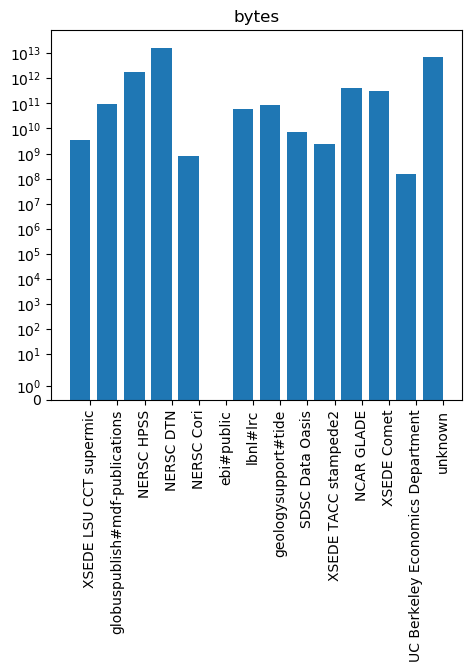 bytes
10^13
10^12
10^11
10^10
10^9
10^8
10^7
10^6
10^5
10^4
10^3
10^2
10^1
10^0
0
XSEDE LSU CCT supermic
globuspublish#mdf-publications
NERSC HPSS
NERSC DTN
NERSC Cori
ebi#public
lbnl#lrc
geologysupport#tide
SDSC Data Oasis
XSEDE TACC stampede2
NCAR GLADE
XSEDE Comet
UC Berkeley Economics Department
unknown